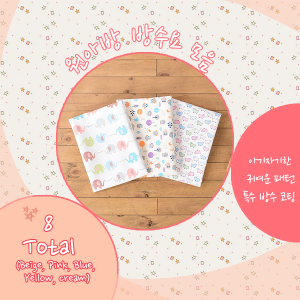 원아방 방수요 모음
아기자기한
귀여운 패턴
특수 방수 코팅
8
Total
(Beige, Pink, Blue,
Yellow, cream)